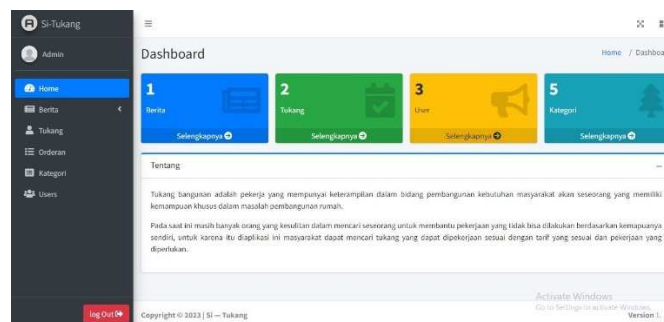 Si-Tukang
Admin
Home
Berita
Tukang
Orderan
Kategori
Users
log Out
Dashboard
Home / Dashboa
1
Berita
Selengkapnya
2
Tukang
Selengkapnya
3
User
Selengkapnya
5
Kategori
Selengkapnya
Tentang
Tukang bangunan adalah pekerja yang mempunyai keterampilan dalam bidang pembangunan kebutuhan masyarakat akan seseorang yang memiliki
kemampuan khusus dalam masalah pembangunan rumah.
Pada saat ini masih banyak orang yang kesulitan dalam mencari seseorang untuk membantu pekerjaan yang tidak bisa dilakukan berdasarkan kemapuanya
sendiri, untuk karena itu diaplikasi ini masyarakat dapat mencari tukang yang dapat dipekerjaan sesuai dengan tarif yang sesuai dan pekerjaan yang
diperlukan.
Activate Windows
Go to Settings to activate Windows.
Copyright © 2023 | Si — Tukang
Version 1.